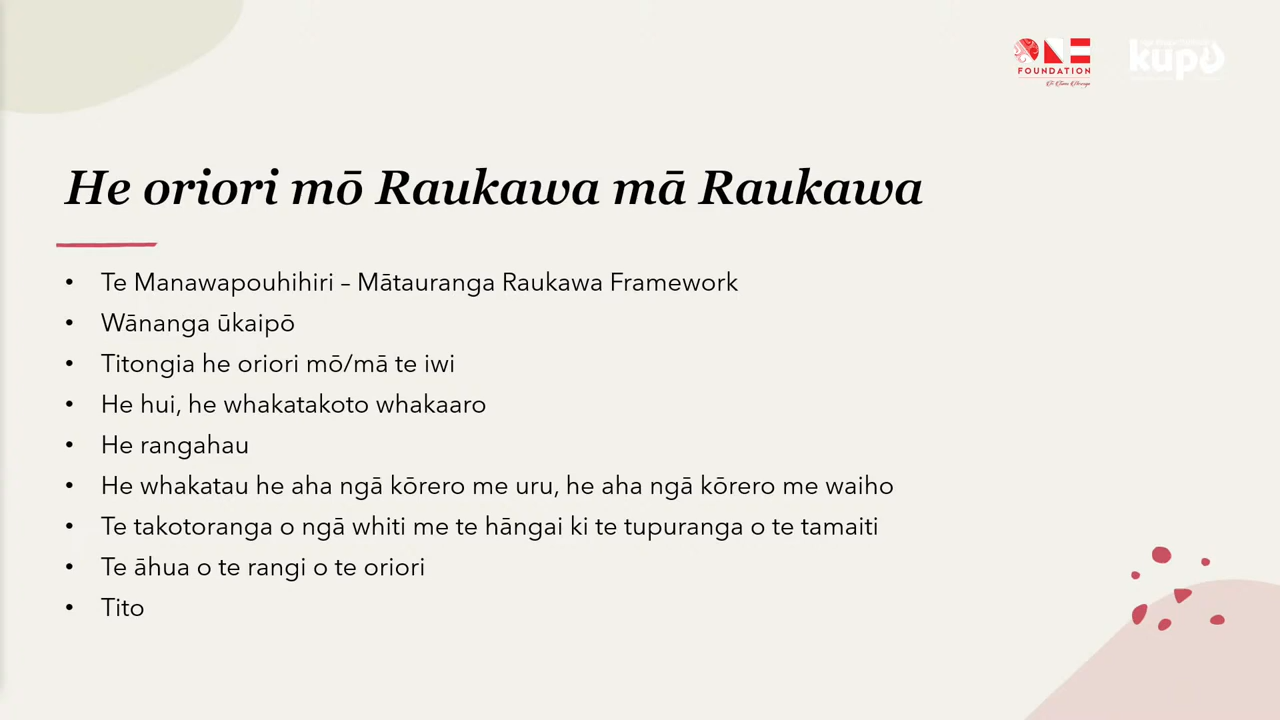 ONE
FOUNDATION
kupu
He oriori mō Raukawa mā Raukawa
• Te Manawapouhihiri – Mātauranga Raukawa Framework
• Wānanga ūkaipō
• Titongia he oriori mō/mā te iwi
• He hui, he whakatakoto whakaaro
• He rangahau
• He whakatau he aha ngā kōrero me uru, he aha ngā kōrero me waiho
• Te takotoranga o ngā whiti me te hāngai ki te tupuranga o te tamaiti
• Te āhua o te rangi o te oriori
• Tito